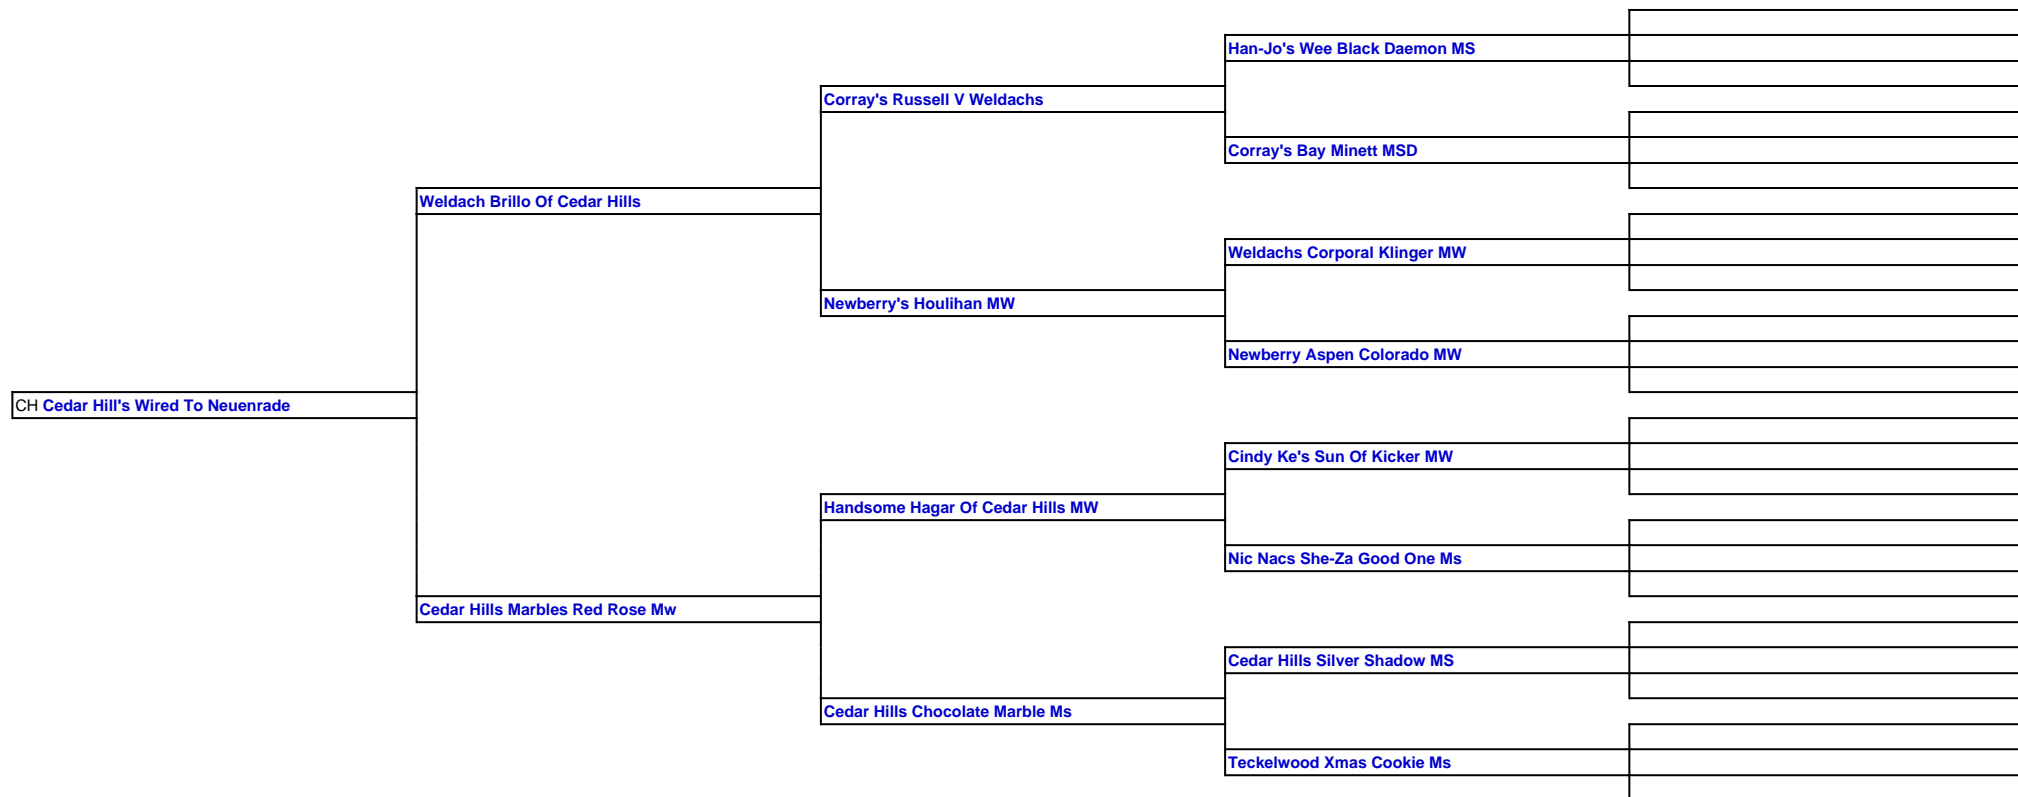 Han-Jo's Wee Black Daemon MS
Corray's Russell V Weldachs
Corray's Bay Minett MSD
Weldach Brillo Of Cedar Hills
Weldachs Corporal Klinger MW
Newberry's Houlihan MW
Newberry Aspen Colorado MW
CH Cedar Hill's Wired To Neuenrade
Cindy Ke's Sun Of Kicker MW
Handsome Hagar Of Cedar Hills MW
Nic Nacs She-Za Good One Ms
Cedar Hills Marbles Red Rose Mw
Cedar Hills Silver Shadow MS
Cedar Hills Chocolate Marble Ms
Teckelwood Xmas Cookie Ms